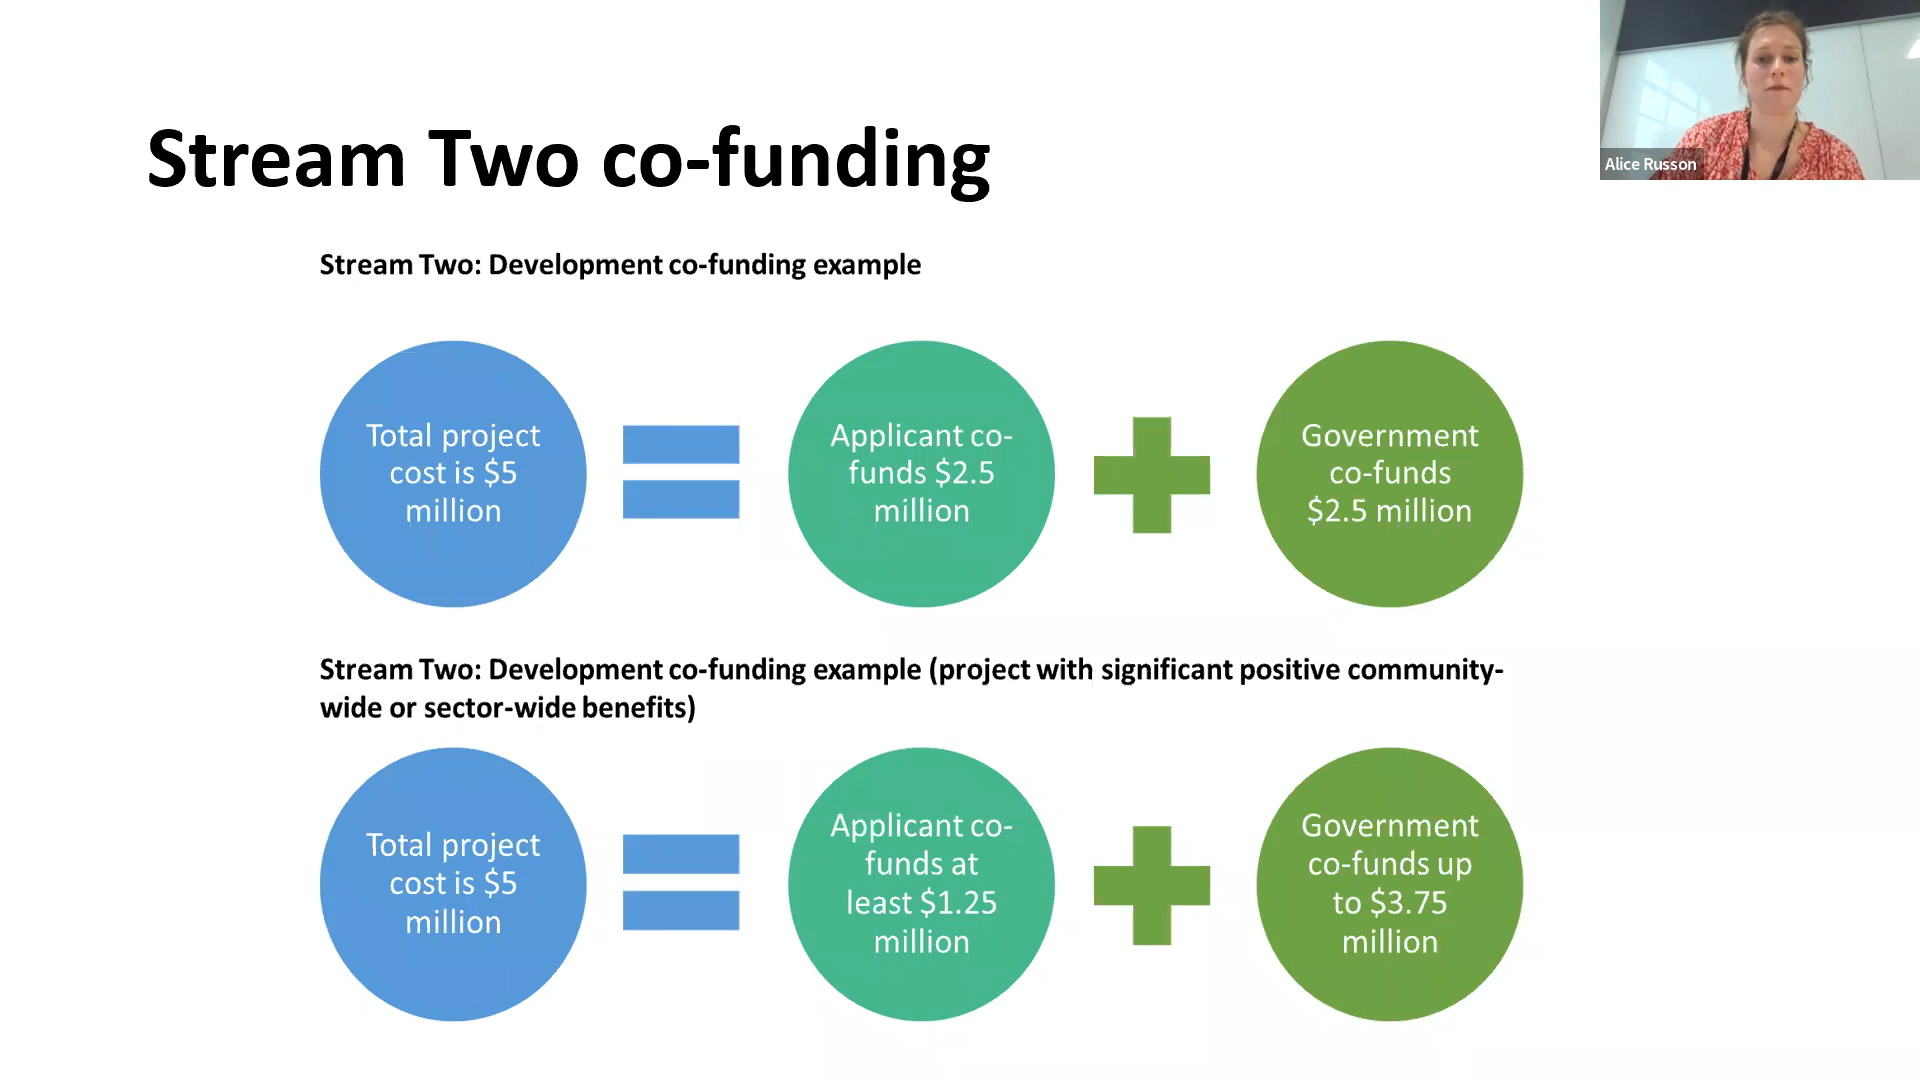 Stream Two co-funding
Alice Russon
Stream Two: Development co-funding example
Total project
cost is $5
million
Applicant co-
funds $2.5
million
Government
co-funds
$2.5 million
Stream Two: Development co-funding example (project with significant positive community-
wide or sector-wide benefits)
Total project
cost is $5
million
Applicant co-
funds at
least $1.25
million
Government
co-funds up
to $3.75
million